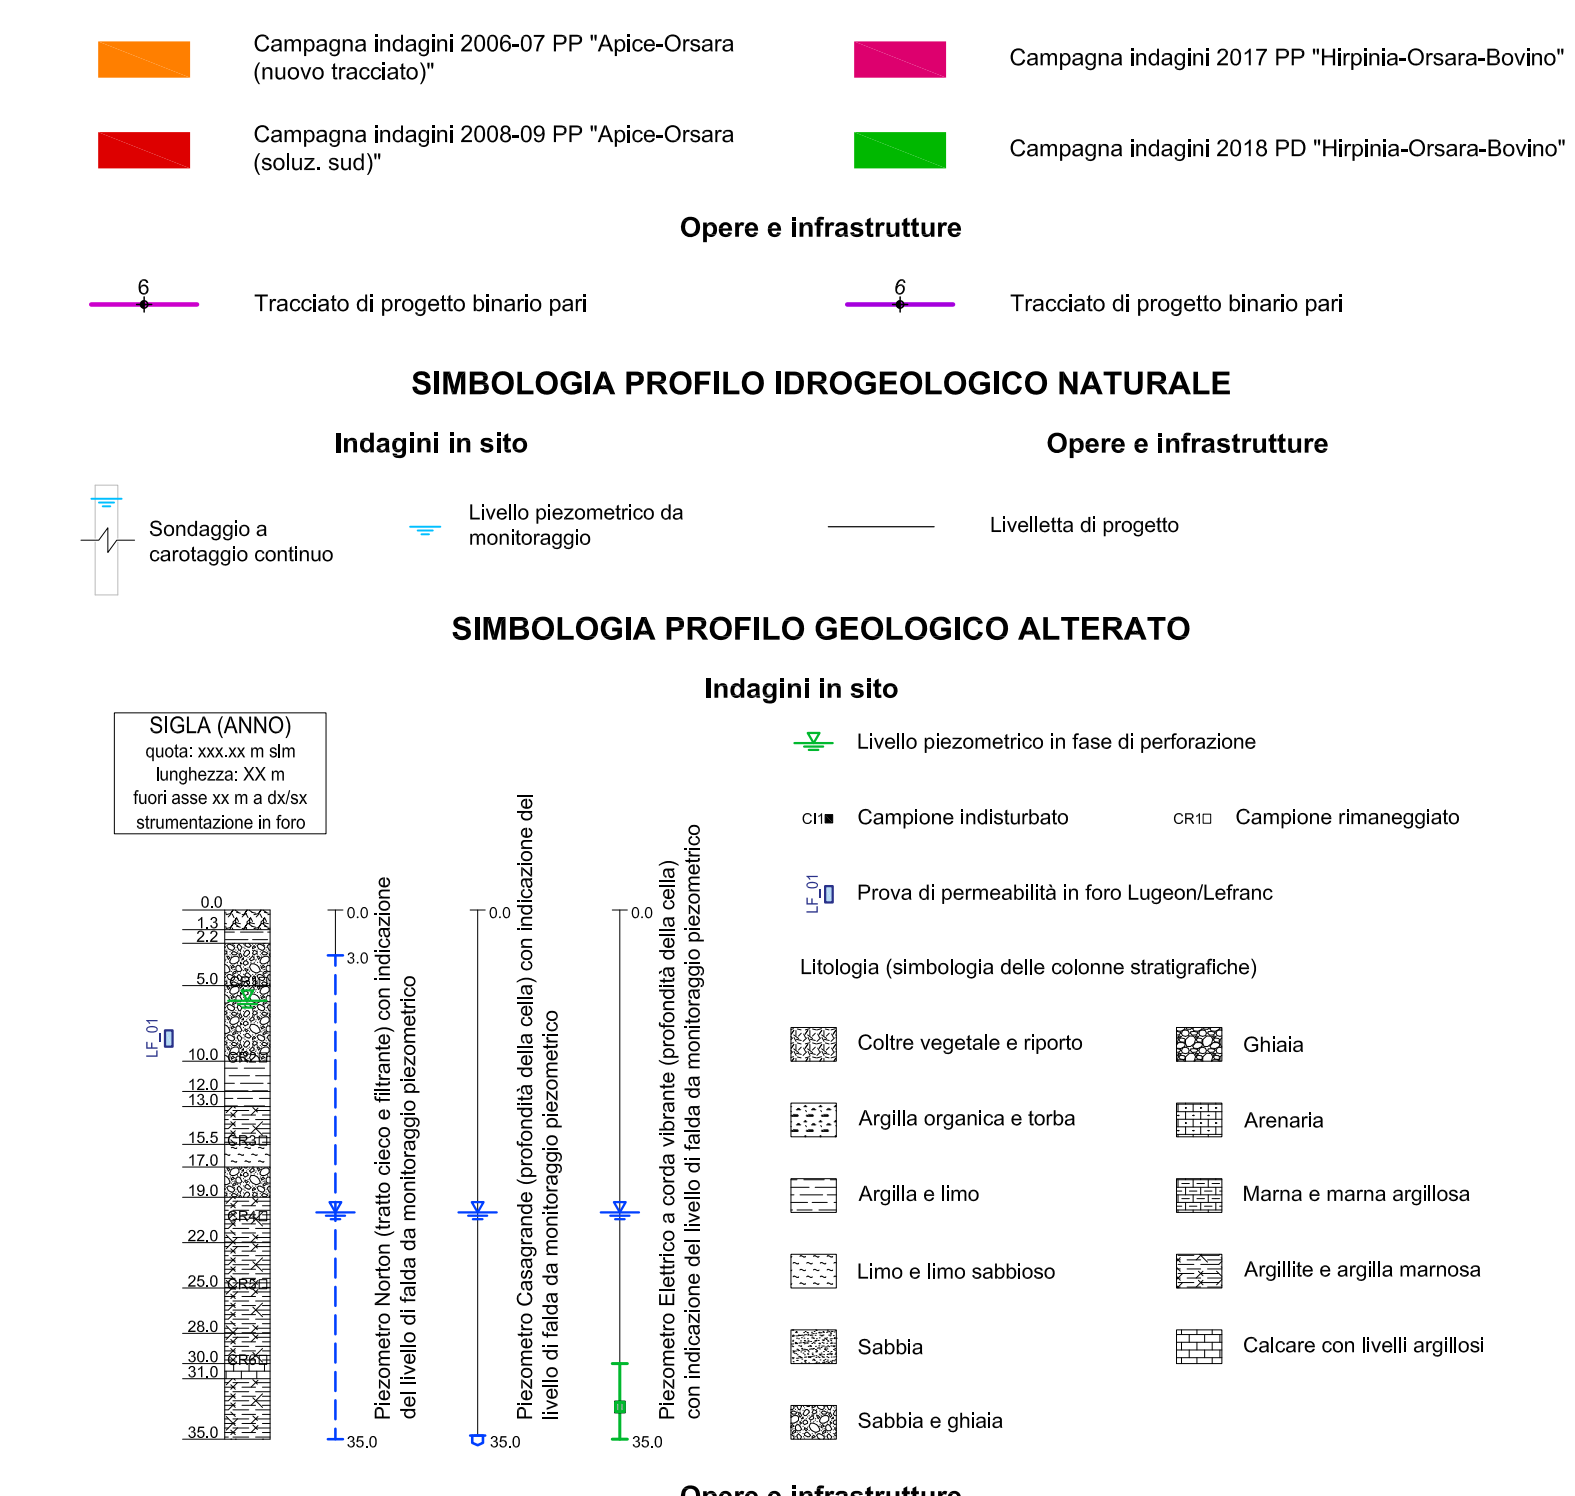 Campagna indagini 2006-07 PP "Apice-Orsara
(nuovo tracciato)"
Campagna indagini 2017 PP "Hirpinia-Orsara-Bovino"
Campagna indagini 2008-09 PP "Apice-Orsara
(soluz. sud)"
Campagna indagini 2018 PD "Hirpinia-Orsara-Bovino"
Opere e infrastrutture
6
Tracciato di progetto binario pari
6
Tracciato di progetto binario pari
SIMBOLOGIA PROFILO IDROGEOLOGICO NATURALE
Indagini in sito
Opere e infrastrutture
Sondaggio a
carotaggio continuo
Livello piezometrico da
monitoraggio
Livelletta di progetto
SIMBOLOGIA PROFILO GEOLOGICO ALTERATO
Indagini in sito
SIGLA (ANNO)
quota: xxx.xx m slm
lunghezza: XX m
fuori asse xx m a dx/sx
strumentazione in foro
0.0
1.3
2.2
5.0
CR1
10.0
CR2
12.0
13.0
15.5
CR3
17.0
19.0
CR4
22.0
25.0
CR5
28.0
30.0
CR6
31.0
35.0
LF_01
0.0
3.0
35.0
Piezometro Norton (tratto cieco e filtrante) con indicazione
del livello di falda da monitoraggio piezometrico
0.0
35.0
Piezometro Casagrande (profondità della cella) con indicazione del
livello di falda da monitoraggio piezometrico
0.0
35.0
Piezometro Elettrico a corda vibrante (profondità della cella)
con indicazione del livello di falda da monitoraggio piezometrico
Livello piezometrico in fase di perforazione
CI1
Campione indisturbato
CR1
Campione rimaneggiato
LF_01
Prova di permeabilità in foro Lugeon/Lefranc
Litologia (simbologia delle colonne stratigrafiche)
Coltre vegetale e riporto
Ghiaia
Argilla organica e torba
Arenaria
Argilla e limo
Marna e marna argillosa
Limo e limo sabbioso
Argillite e argilla marnosa
Sabbia
Calcare con livelli argillosi
Sabbia e ghiaia
Opere e infrastrutture